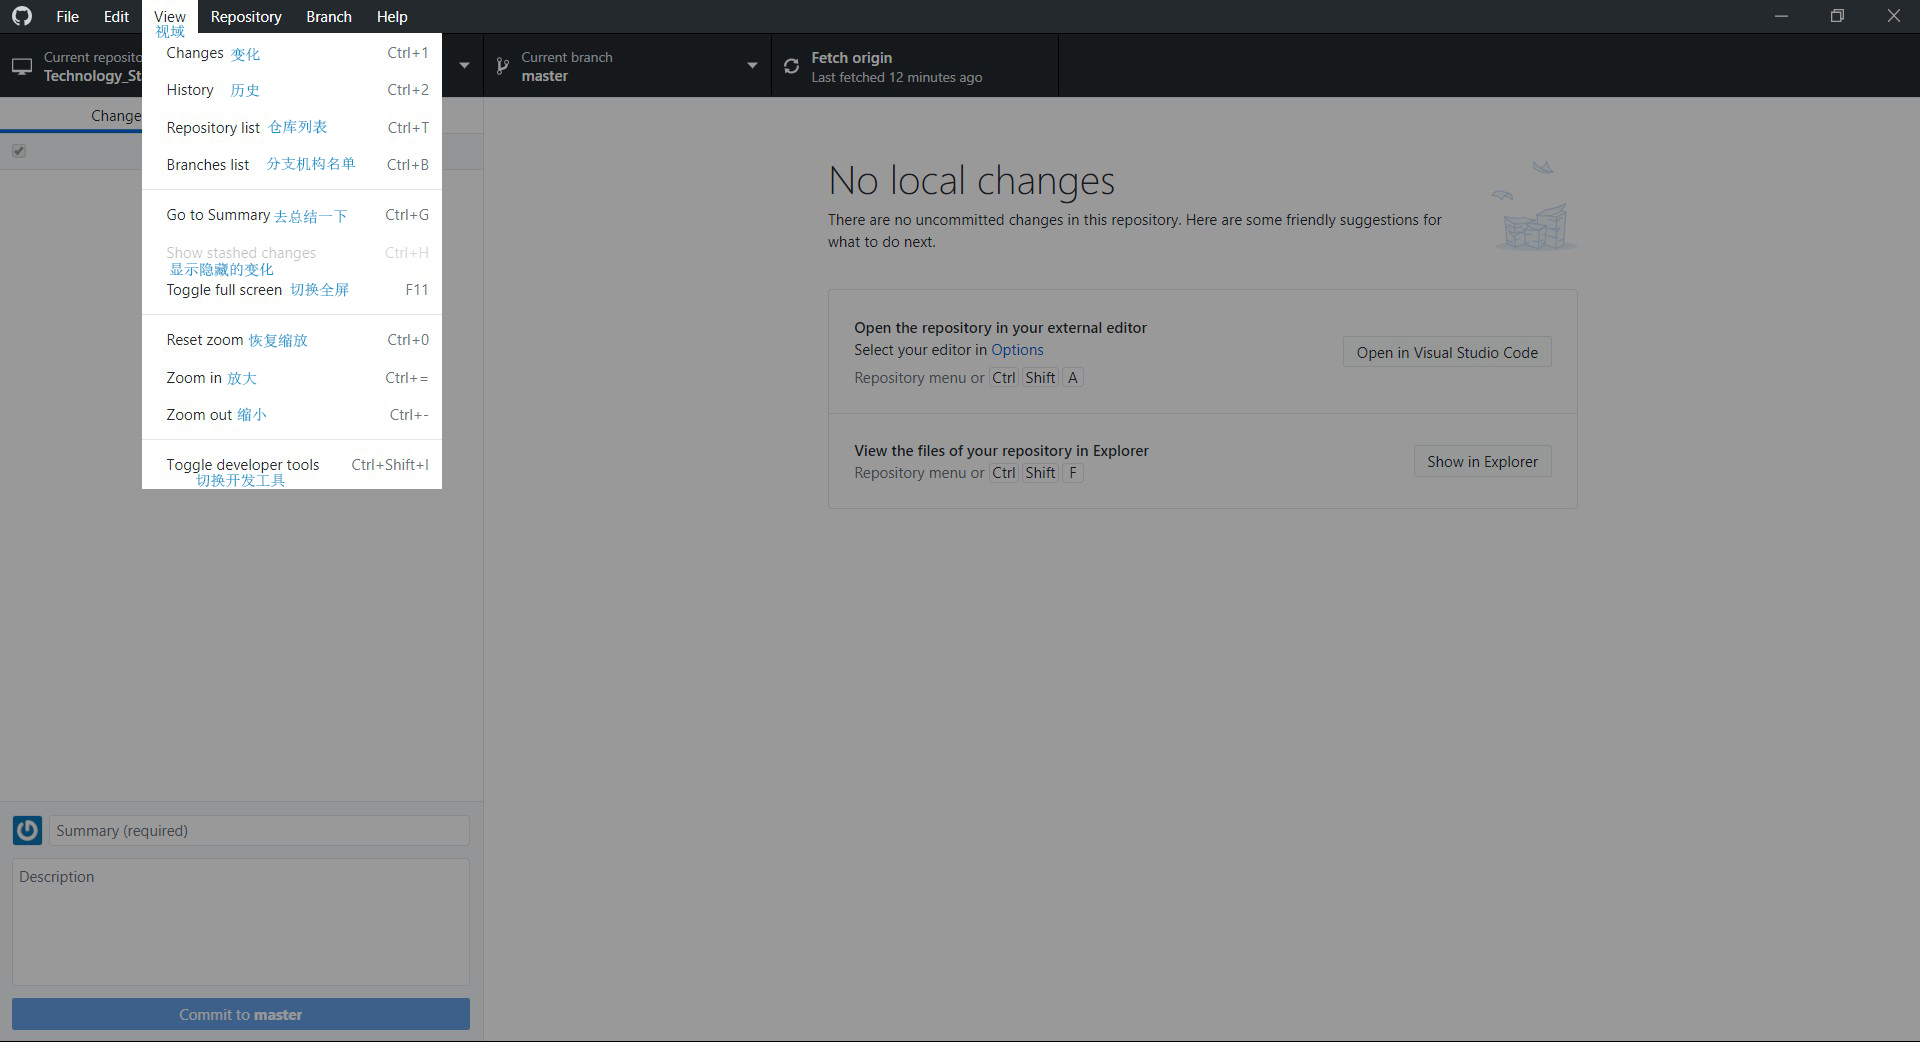 File Edit View Repository Branch Help
视域
Current reposito
Technology_St
Current branch
master
Fetch origin
Last fetched 12 minutes ago
Changes 变化 Ctrl+1
History 历史 Ctrl+2
Repository list 仓库列表 Ctrl+T
Branches list 分支机构名单 Ctrl+B
Go to Summary 去总结一下 Ctrl+G
Show stashed changes Ctrl+H
显示隐藏的变化
Toggle full screen 切换全屏 F11
Reset zoom 恢复缩放 Ctrl+0
Zoom in 放大 Ctrl+=
Zoom out 缩小 Ctrl+-
Toggle developer tools Ctrl+Shift+I
切换开发工具
Change
Summary (required)
Description
Commit to master
No local changes
There are no uncommitted changes in this repository. Here are some friendly suggestions for
what to do next.
Open the repository in your external editor
Select your editor in Options
Repository menu or Ctrl Shift A
Open in Visual Studio Code
View the files of your repository in Explorer
Repository menu or Ctrl Shift F
Show in Explorer